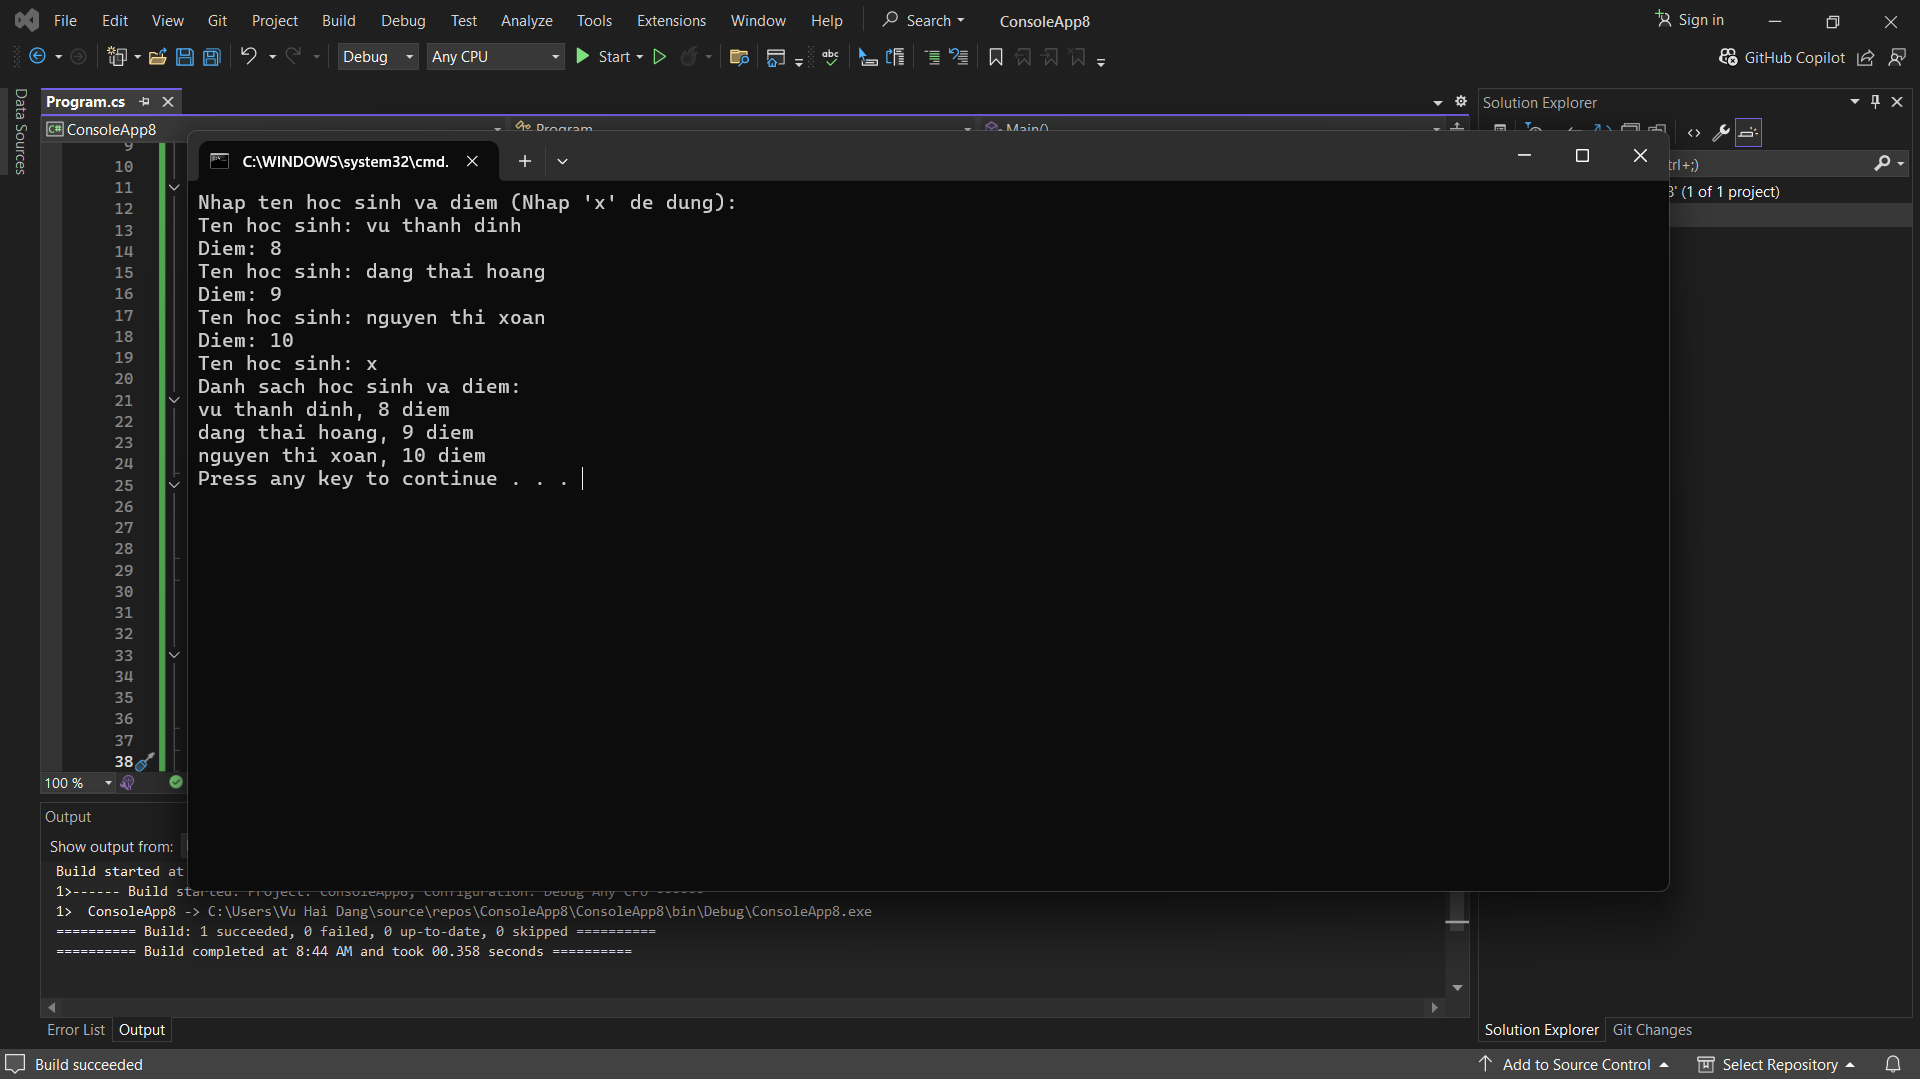 File Edit View Git Project Build Debug Test Analyze Tools Extensions Window Help Search ConsoleApp8 Sign in
Debug Any CPU Start GitHub Copilot
Data Sources
Program.cs
ConsoleApp8 Program Main()
Solution Explorer
C:\WINDOWS\system32\cmd.
trl+;)
(1 of 1 project)
9
10
11
12
13
14
15
16
17
18
19
20
21
22
23
24
25
26
27
28
29
30
31
32
33
34
35
36
37
38
Nhap ten hoc sinh va diem (Nhap 'x' de dung):
Ten hoc sinh: vu thanh dinh
Diem: 8
Ten hoc sinh: dang thai hoang
Diem: 9
Ten hoc sinh: nguyen thi xoan
Diem: 10
Ten hoc sinh: x
Danh sach hoc sinh va diem:
vu thanh dinh, 8 diem
dang thai hoang, 9 diem
nguyen thi xoan, 10 diem
Press any key to continue . . .
100 %
Output
Show output from:
Build started at
1>------ Build started: Project: ConsoleApp8, Configuration: Debug Any CPU ------
1>  ConsoleApp8 -> C:\Users\Vu Hai Dang\source\repos\ConsoleApp8\ConsoleApp8\bin\Debug\ConsoleApp8.exe
========== Build: 1 succeeded, 0 failed, 0 up-to-date, 0 skipped ==========
========== Build completed at 8:44 AM and took 00.358 seconds ==========
Error List Output
Solution Explorer Git Changes
Build succeeded
Add to Source Control Select Repository